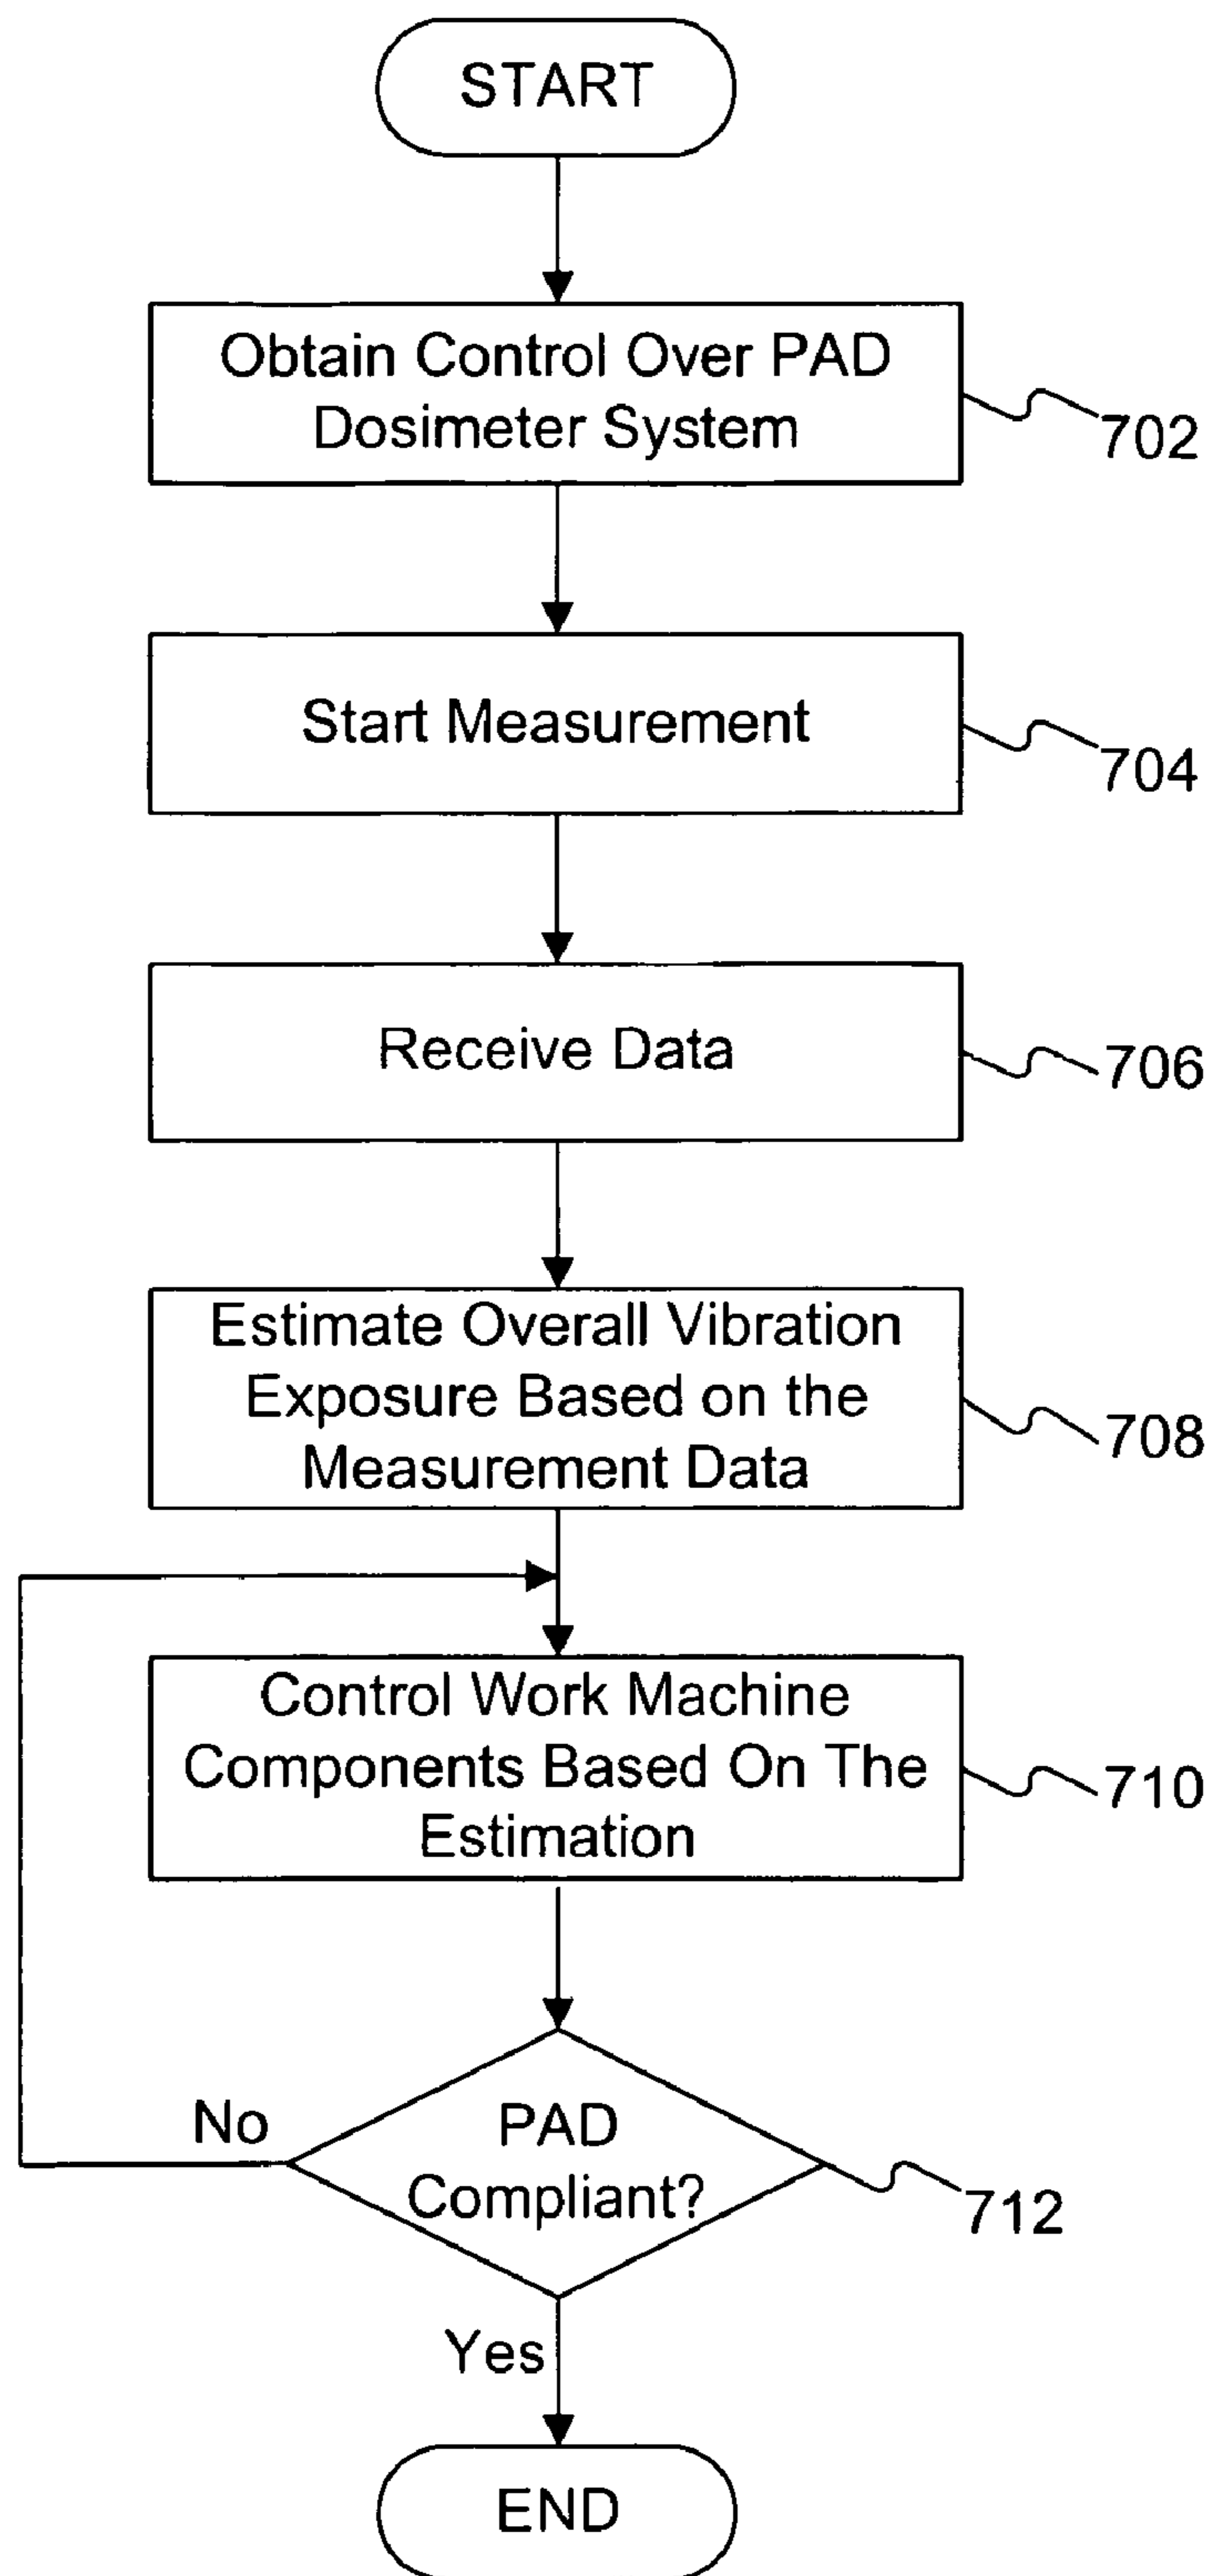 START
Obtain Control Over PAD
Dosimeter System
702
Start Measurement
704
Receive Data
706
Estimate Overall Vibration
Exposure Based on the
Measurement Data
708
Control Work Machine
Components Based On The
Estimation
710
No
PAD
Compliant?
712
Yes
END